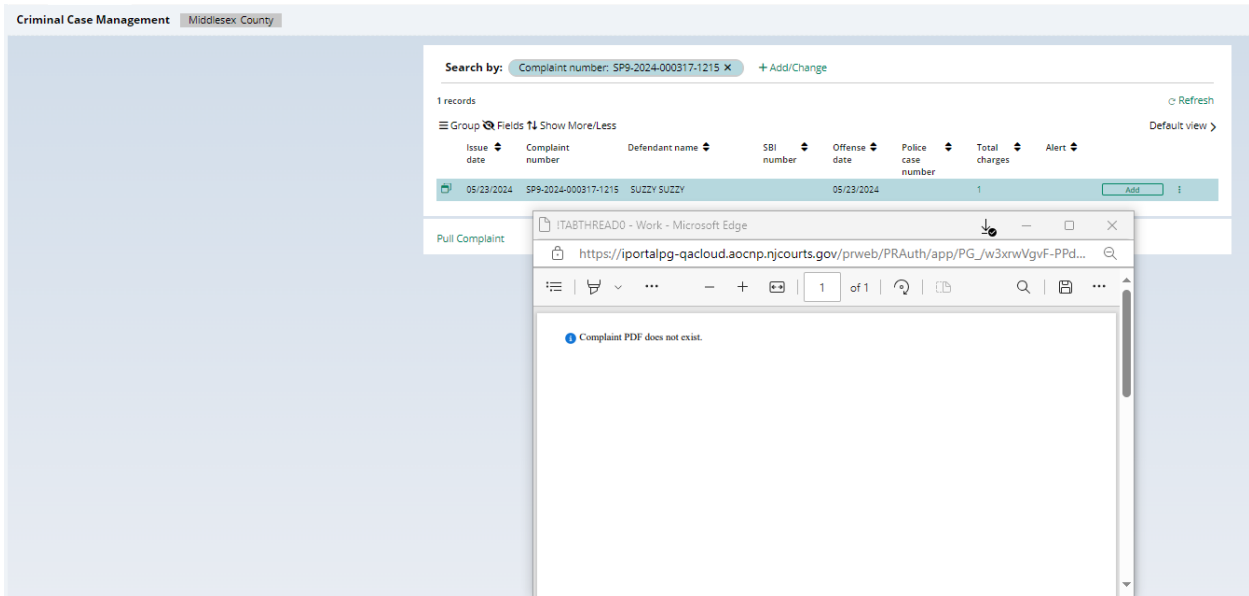 Criminal Case Management Middlesex County
Search by: Complaint number: SP9-2024-000317-1215 × + Add/Change
1 records Refresh
Group Fields Show More/Less Default view
Issue date Complaint number Defendant name SBI number Offense date Police case number Total charges Alert
05/23/2024 SP9-2024-000317-1215 SUZZY SUZZY 05/23/2024 1 Add
Pull Complaint
!TABTHREAD0 - Work - Microsoft Edge
https://iportalpg-qacloud.aocnp.njcourts.gov/prweb/PRAuth/app/PG_/w3xrwVgvF-PPd...
1 of 1
Complaint PDF does not exist.